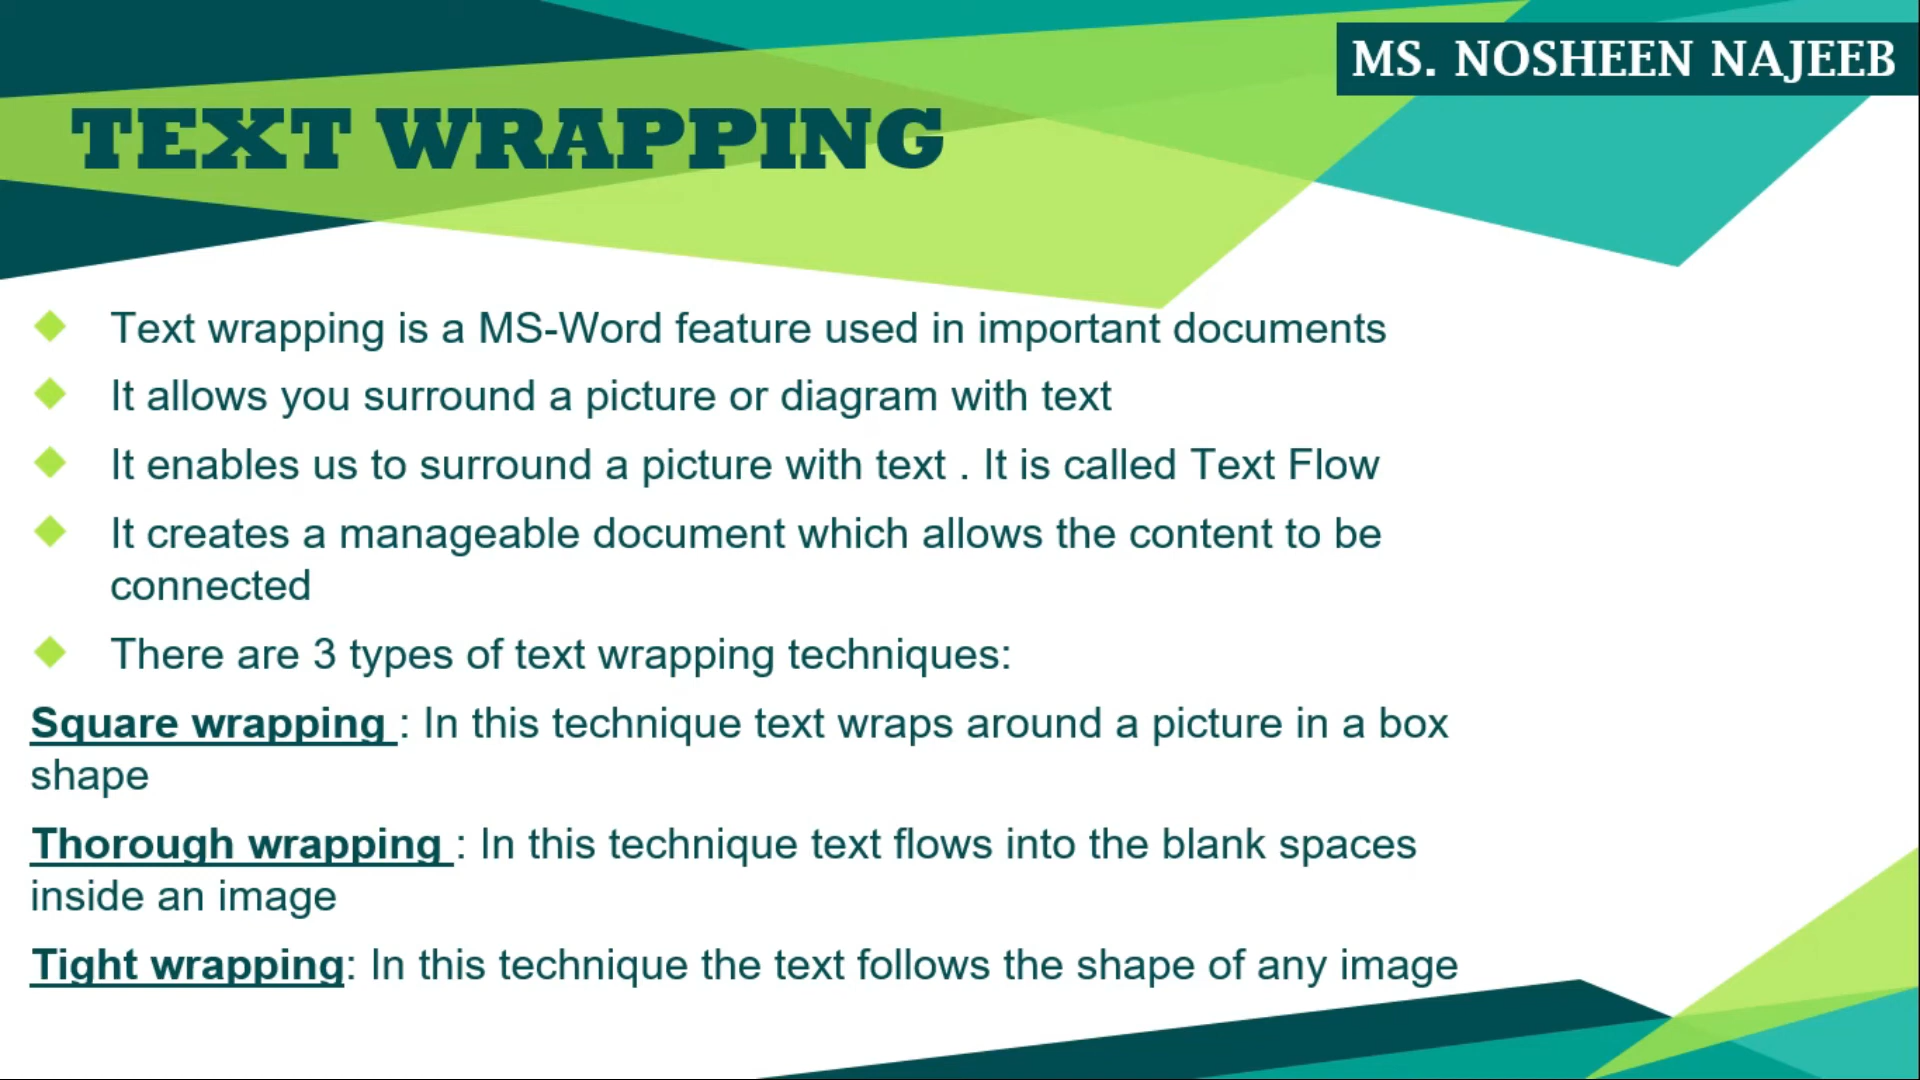 MS. NOSHEEN NAJEEB
TEXT WRAPPING
Text wrapping is a MS-Word feature used in important documents
It allows you surround a picture or diagram with text
It enables us to surround a picture with text . It is called Text Flow
It creates a manageable document which allows the content to be
connected
There are 3 types of text wrapping techniques:
Square wrapping : In this technique text wraps around a picture in a box
shape
Thorough wrapping : In this technique text flows into the blank spaces
inside an image
Tight wrapping: In this technique the text follows the shape of any image